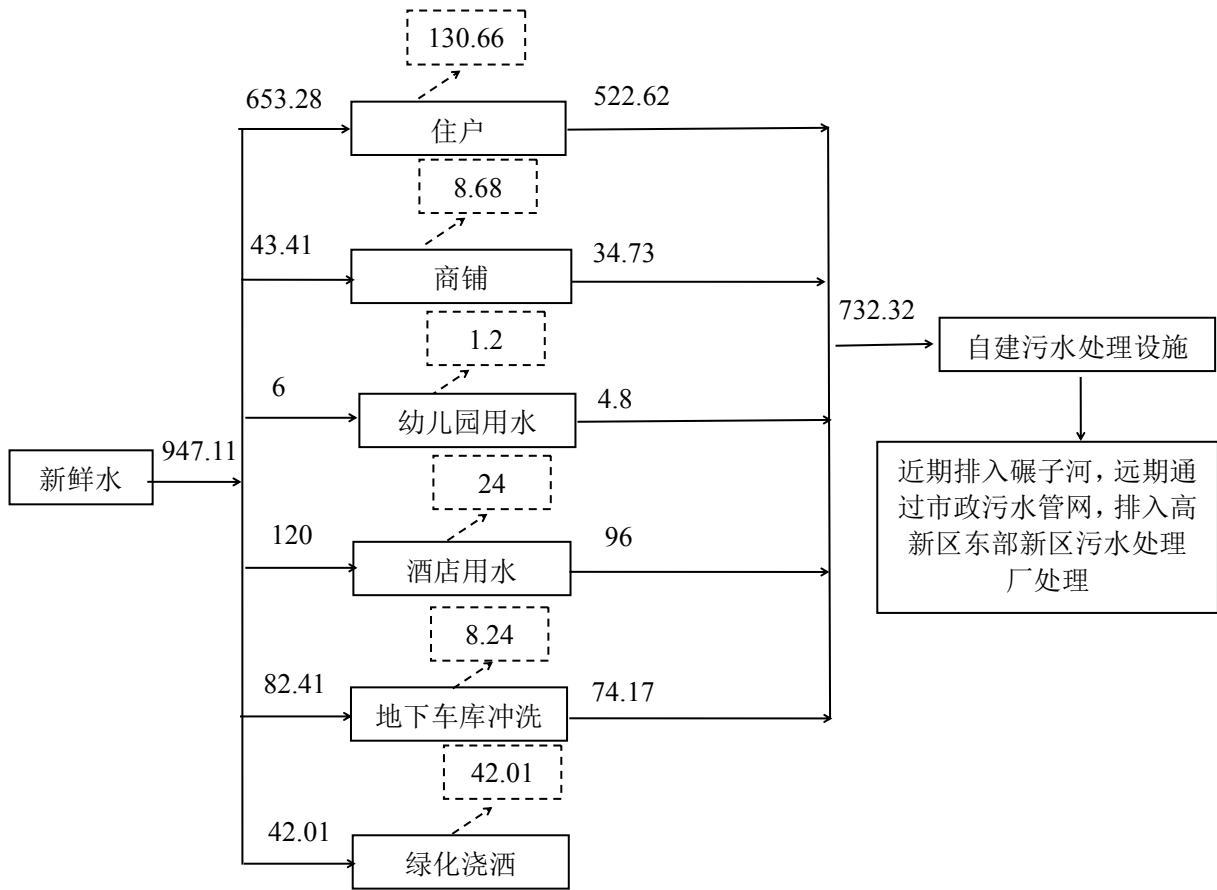 130.66
653.28
522.62
住户
8.68
43.41
34.73
商铺
1.2
732.32
自建污水处理设施
6
4.8
幼儿园用水
947.11
新鲜水
24
近期排入碾子河，远期通
过市政污水管网，排入高
新区东部新区污水处理
厂处理
120
96
酒店用水
8.24
82.41
74.17
地下车库冲洗
42.01
42.01
绿化浇洒